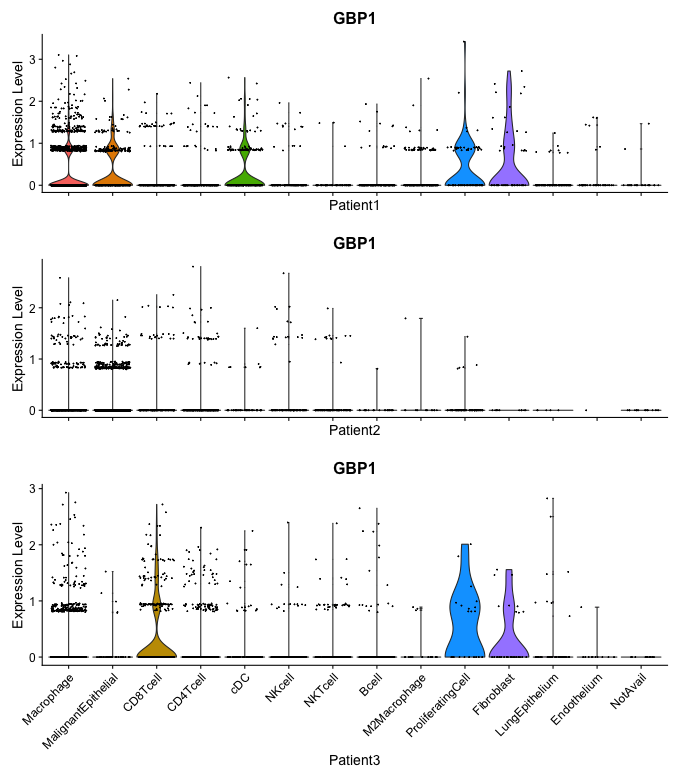 GBP1
Expression Level
3
2
1
0
Patient1
GBP1
Expression Level
2
1
0
Patient2
GBP1
Expression Level
3
2
1
0
Macrophage
MalignantEpithelial
CD8Tcell
CD4Tcell
cDC
NKcell
NKTcell
Bcell
M2Macrophage
ProliferatingCell
Fibroblast
LungEpithelium
Endothelium
NotAvail
Patient3